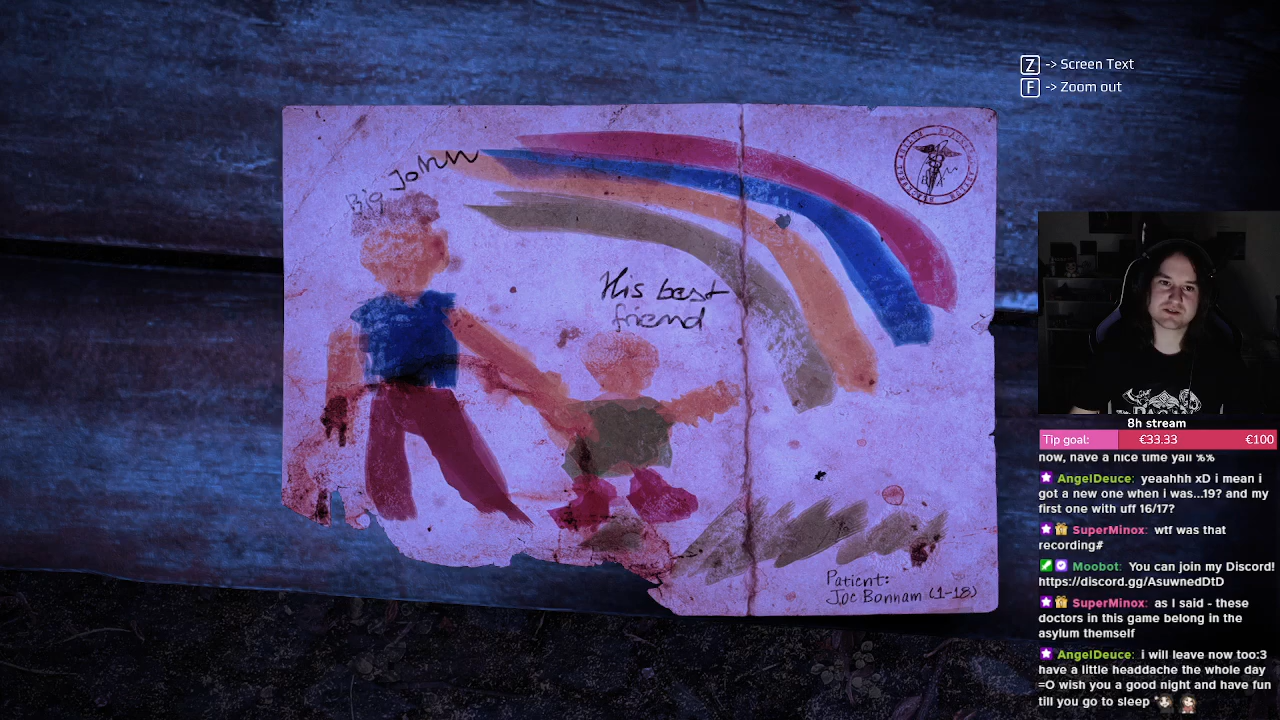 Z -> Screen Text
F -> Zoom out
Big John
His best
friend
Patient:
Joe Bonnam (1-18)
8h stream
Tip goal: €33.33 €100
now, have a nice time yall %%
AngelDeuce: yeaahhh xD i mean i
got a new one when i was...19? and my
first one with uff 16/17?
SuperMinox: wtf was that
recording#
Moobot: You can join my Discord!
https://discord.gg/AsuwnedDtD
SuperMinox: as I said - these
doctors in this game belong in the
asylum themself
AngelDeuce: i will leave now too:3
have a little headdache the whole day
=O wish you a good night and have fun
till you go to sleep